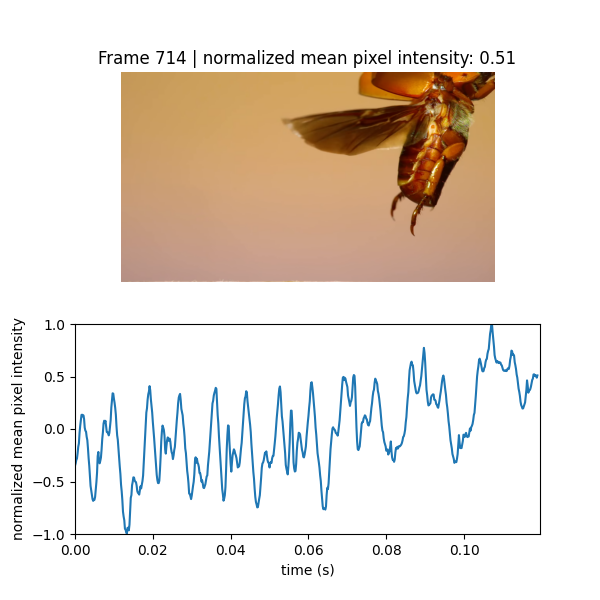 Frame 714 | normalized mean pixel intensity: 0.51
normalized mean pixel intensity
1.0
0.5
0.0
−0.5
−1.0
0.00 0.02 0.04 0.06 0.08 0.10
time (s)